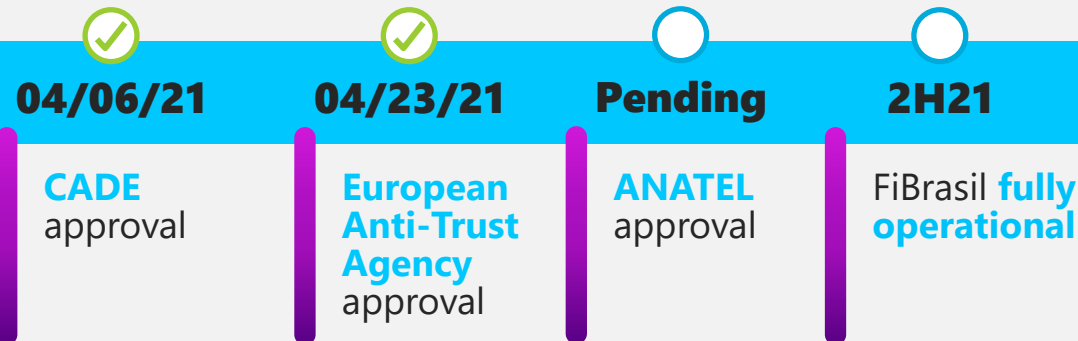 04/06/21
04/23/21
Pending
2H21
CADE
approval
European
Anti-Trust
Agency
approval
ANATEL
approval
FiBrasil fully
operational